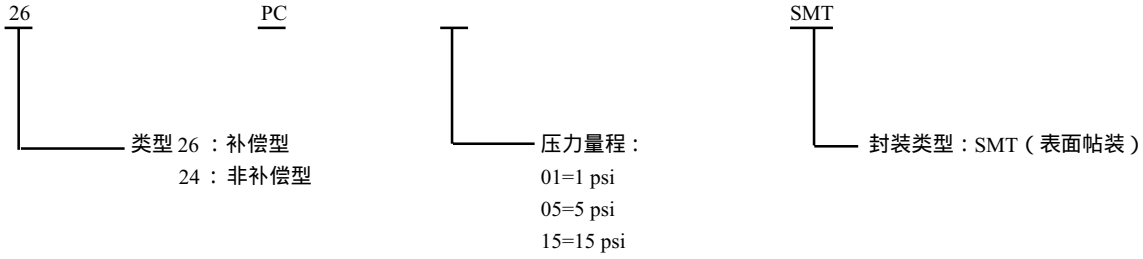 26 PC SMT
类型 26 ：补偿型
24 ：非补偿型
压力量程：
01=1 psi
05=5 psi
15=15 psi
封装类型：SMT（表面帖装）